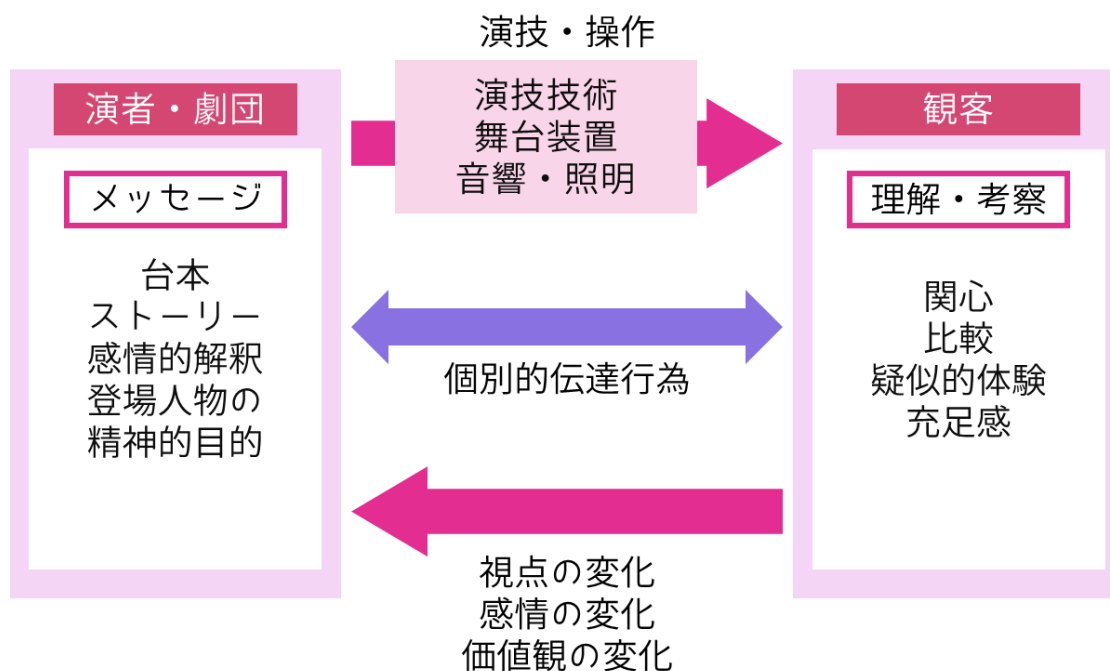 演技・操作
演者・劇団
メッセージ
台本
ストーリー
感情的解釈
登場人物の
精神的目的
演技技術
舞台装置
音響・照明
個別的伝達行為
視点の変化
感情の変化
価値観の変化
観客
理解・考察
関心
比較
疑似的体験
充足感